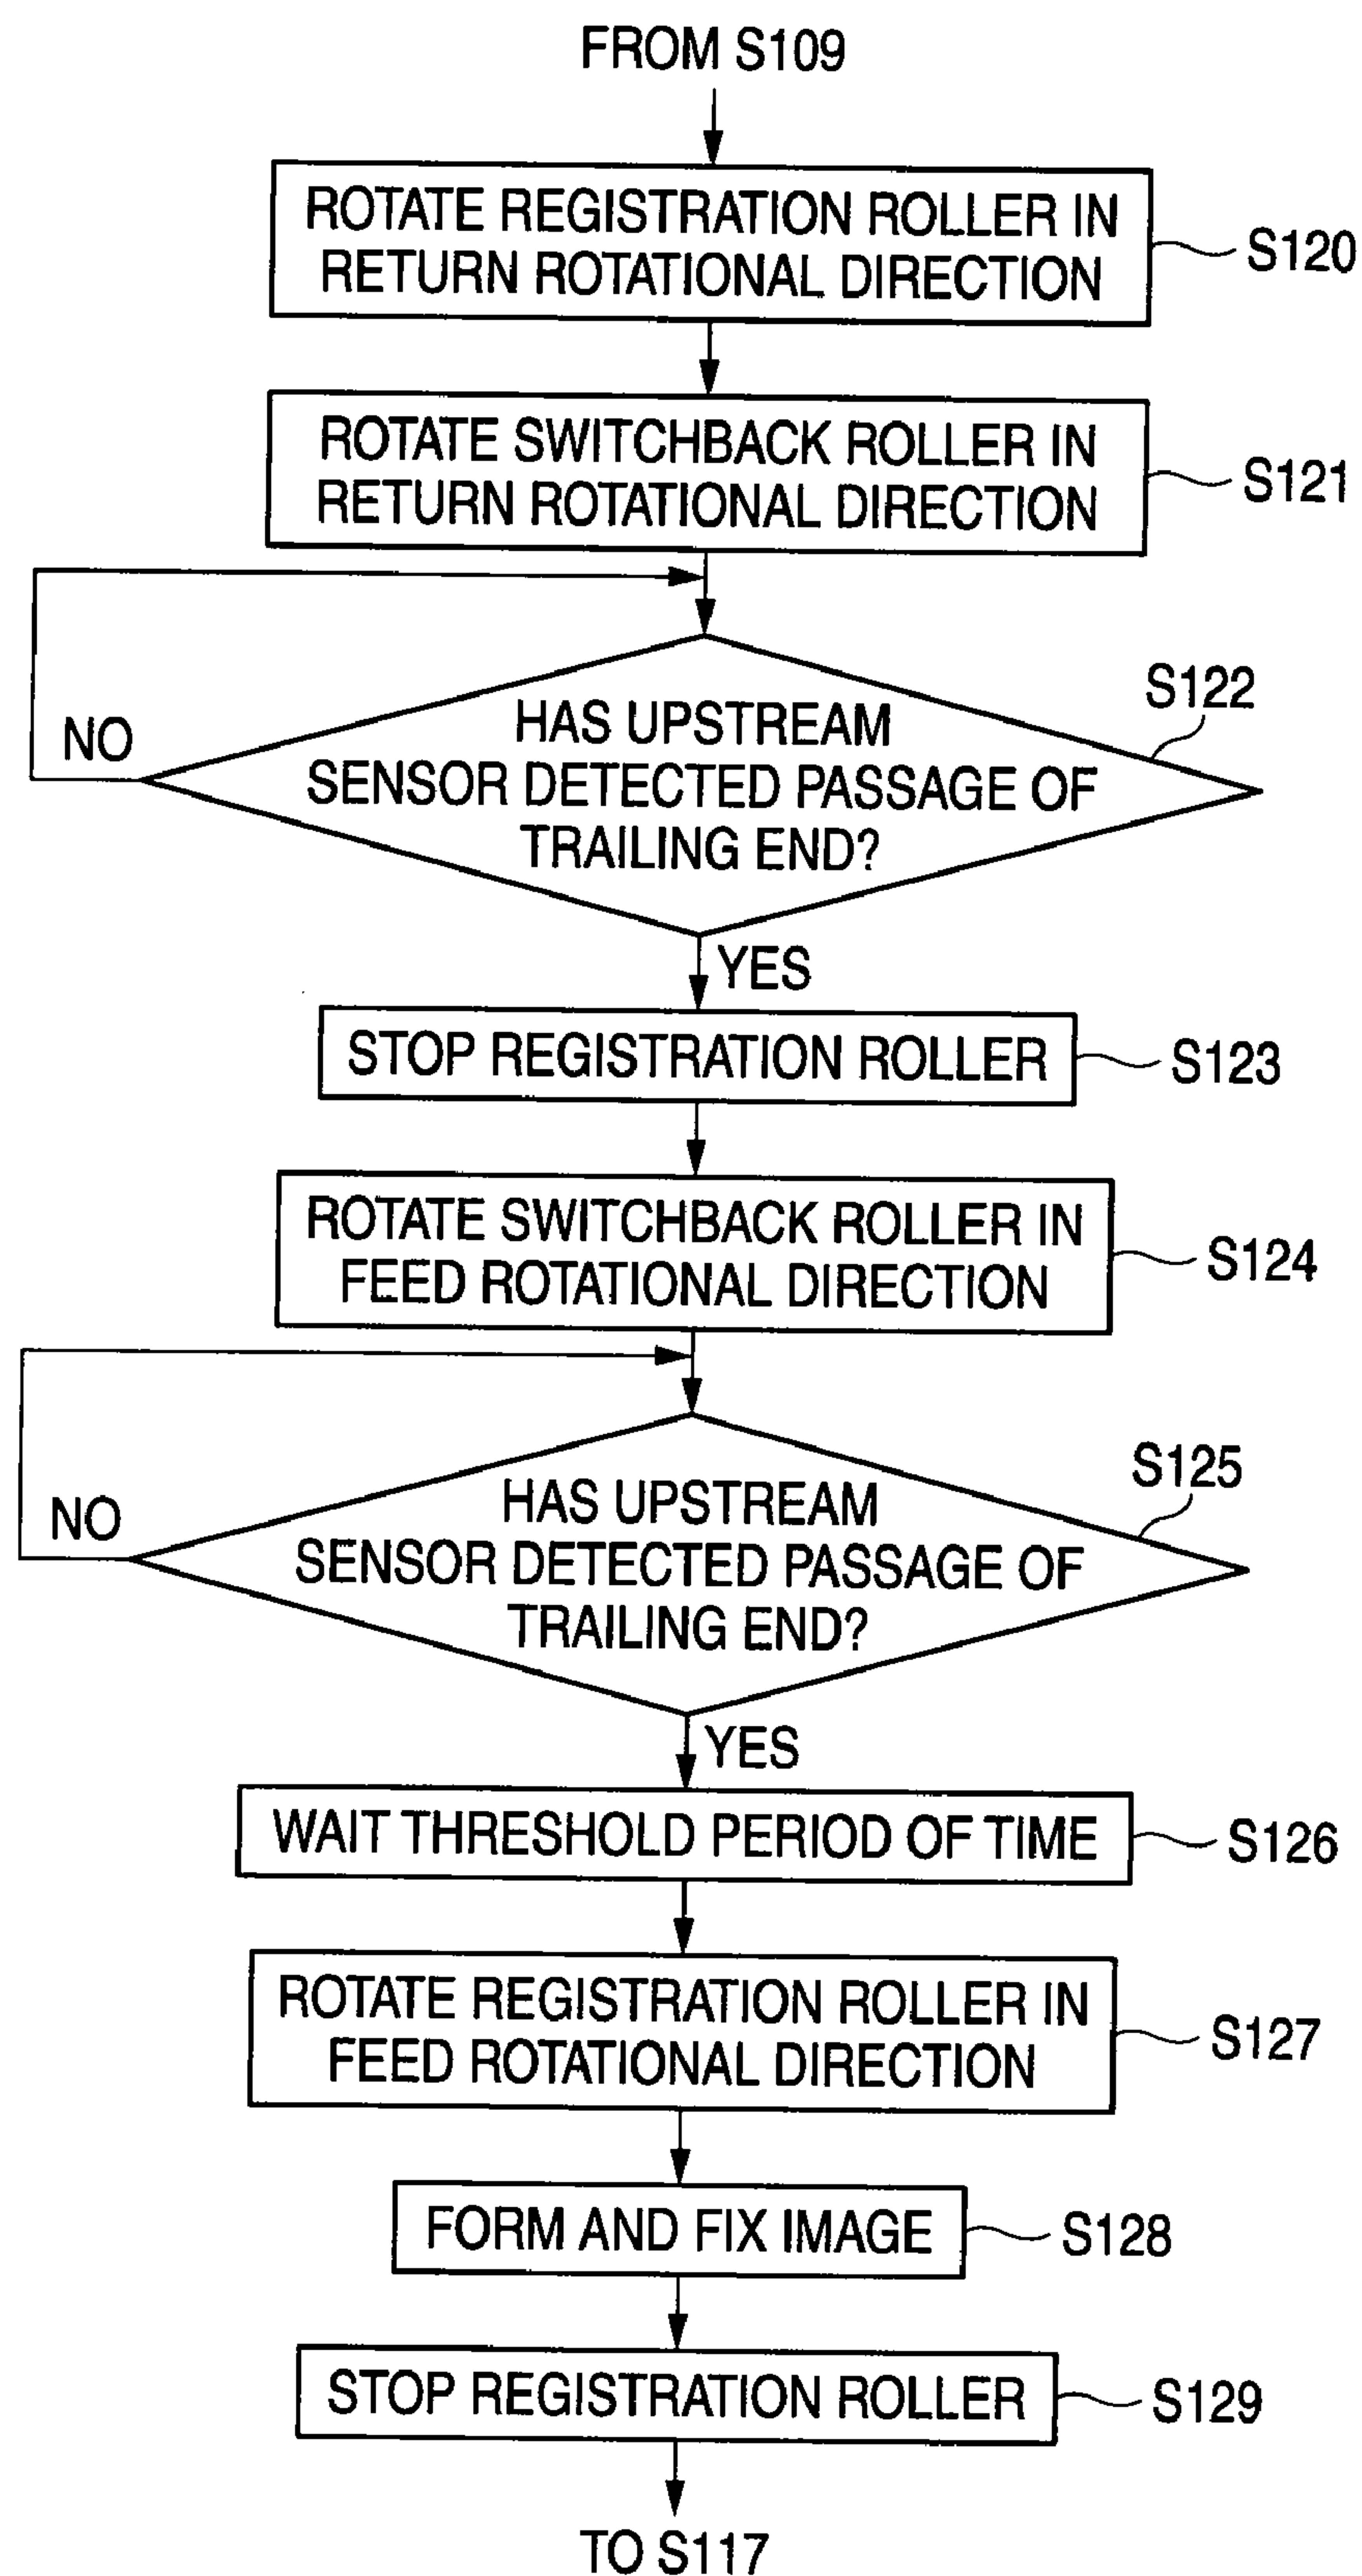 FROM S109
ROTATE REGISTRATION ROLLER IN
RETURN ROTATIONAL DIRECTION
S120
ROTATE SWITCHBACK ROLLER IN
RETURN ROTATIONAL DIRECTION
S121
S122
HAS UPSTREAM
SENSOR DETECTED PASSAGE OF
TRAILING END?
NO
YES
STOP REGISTRATION ROLLER
S123
ROTATE SWITCHBACK ROLLER IN
FEED ROTATIONAL DIRECTION
S124
S125
HAS UPSTREAM
SENSOR DETECTED PASSAGE OF
TRAILING END?
NO
YES
WAIT THRESHOLD PERIOD OF TIME
S126
ROTATE REGISTRATION ROLLER IN
FEED ROTATIONAL DIRECTION
S127
FORM AND FIX IMAGE
S128
STOP REGISTRATION ROLLER
S129
TO S117